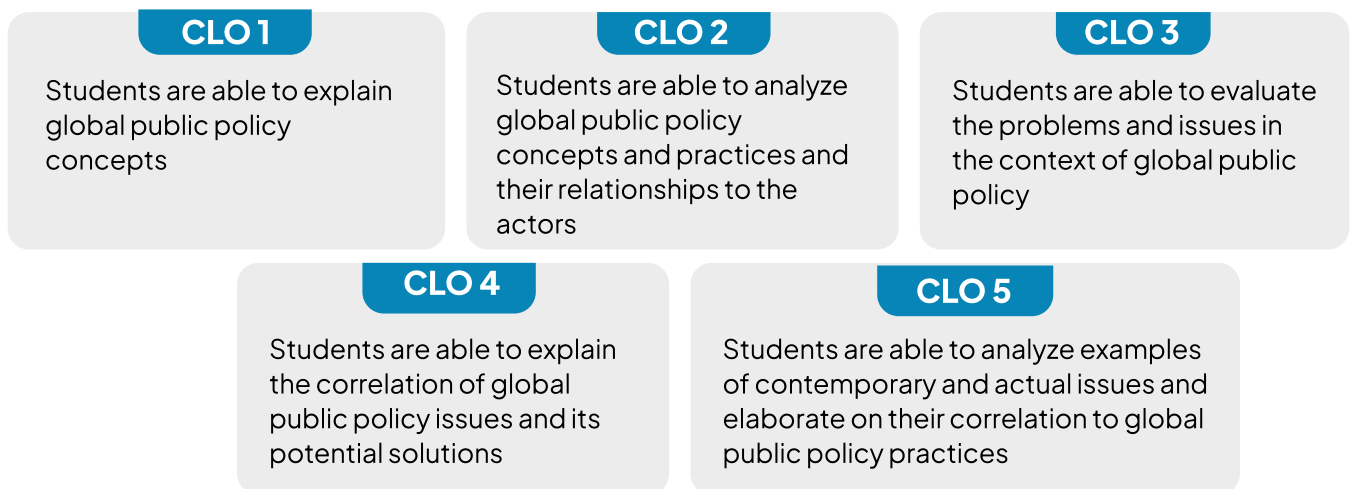 CLO 1
Students are able to explain
global public policy
concepts
CLO 2
Students are able to analyze
global public policy
concepts and practices and
their relationships to the
actors
CLO 3
Students are able to evaluate
the problems and issues in
the context of global public
policy
CLO 4
Students are able to explain
the correlation of global
public policy issues and its
potential solutions
CLO 5
Students are able to analyze examples
of contemporary and actual issues and
elaborate on their correlation to global
public policy practices